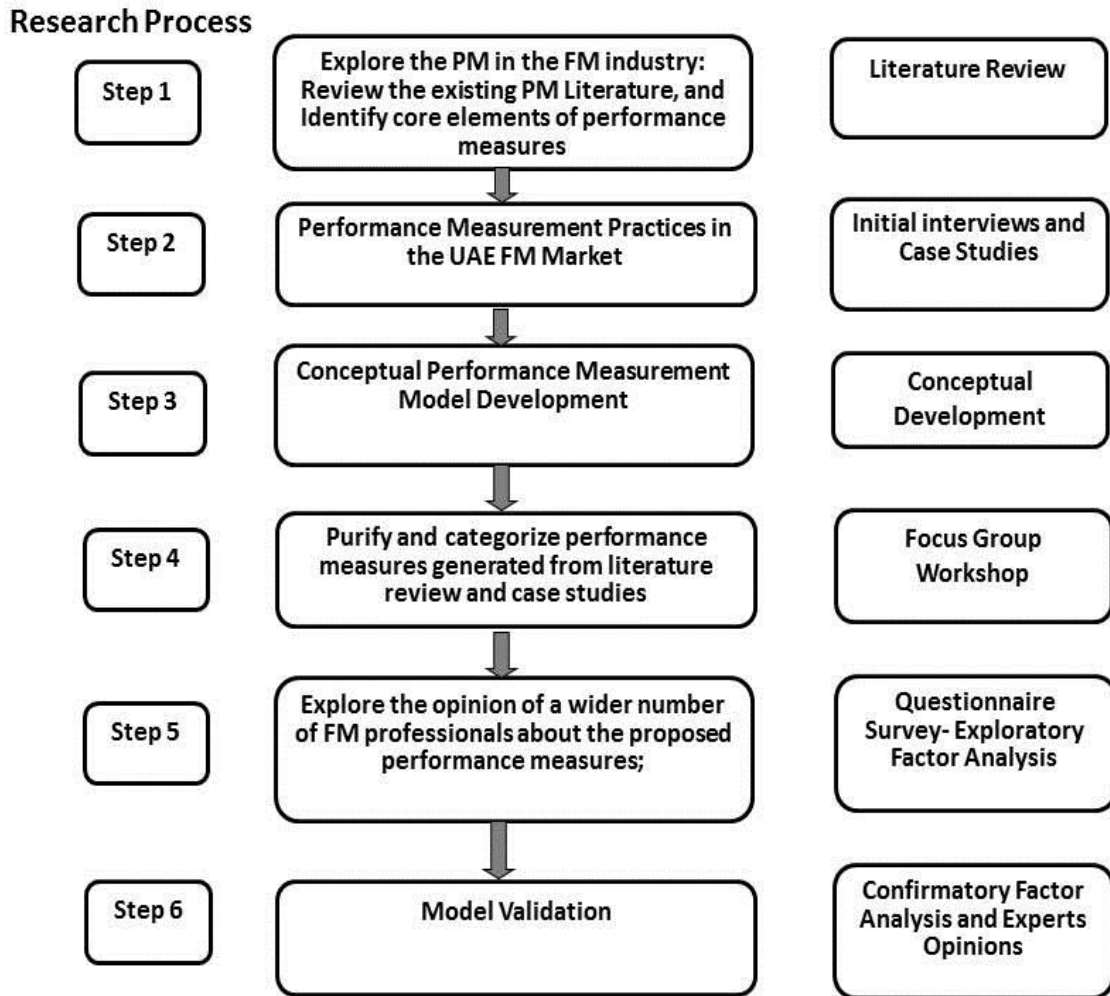 Research Process
Step 1
Explore the PM in the FM industry:
Review the existing PM Literature, and
Identify core elements of performance
measures
Literature Review
Step 2
Performance Measurement Practices in
the UAE FM Market
Initial interviews and
Case Studies
Step 3
Conceptual Performance Measurement
Model Development
Conceptual
Development
Step 4
Purify and categorize performance
measures generated from literature
review and case studies
Focus Group
Workshop
Step 5
Explore the opinion of a wider number
of FM professionals about the proposed
performance measures;
Questionnaire
Survey- Exploratory
Factor Analysis
Step 6
Model Validation
Confirmatory Factor
Analysis and Experts
Opinions